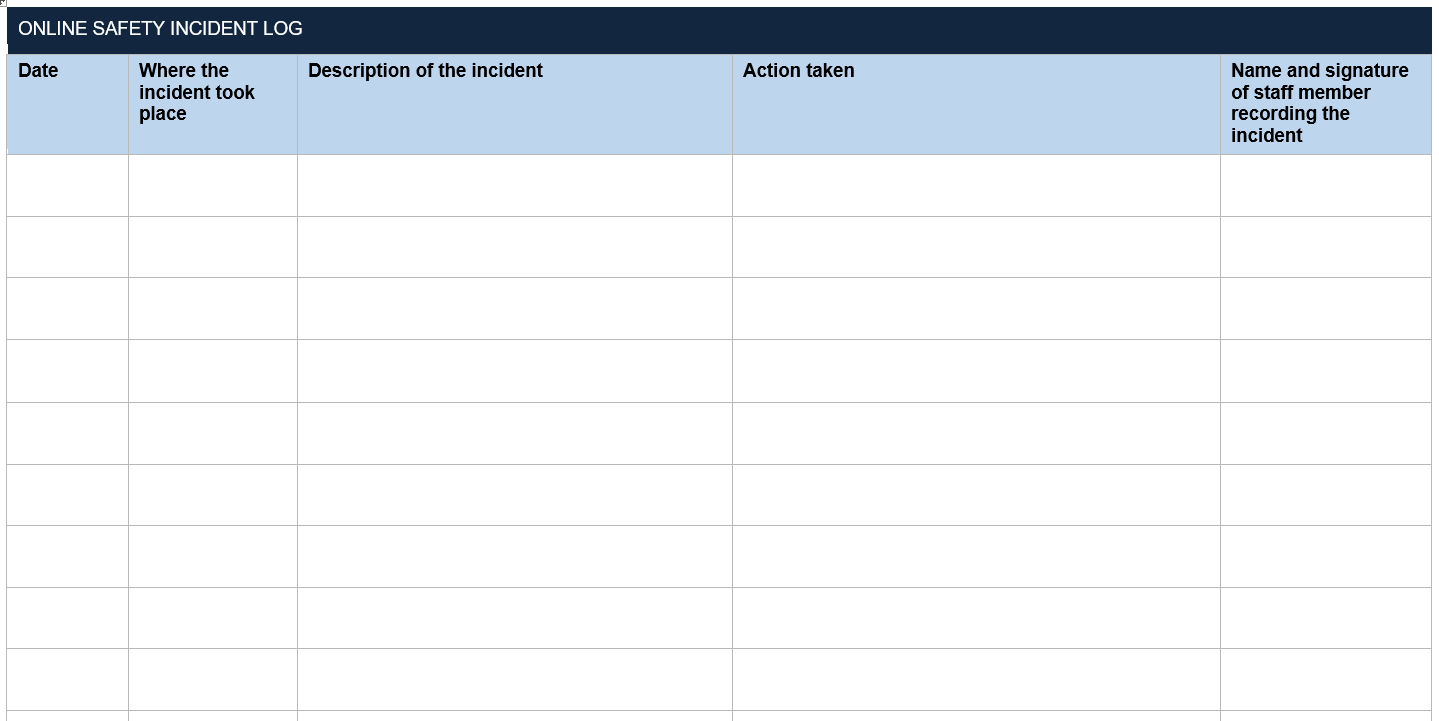 ONLINE SAFETY INCIDENT LOG
Date
Where the
incident took
place
Description of the incident
Action taken
Name and signature
of staff member
recording the
incident